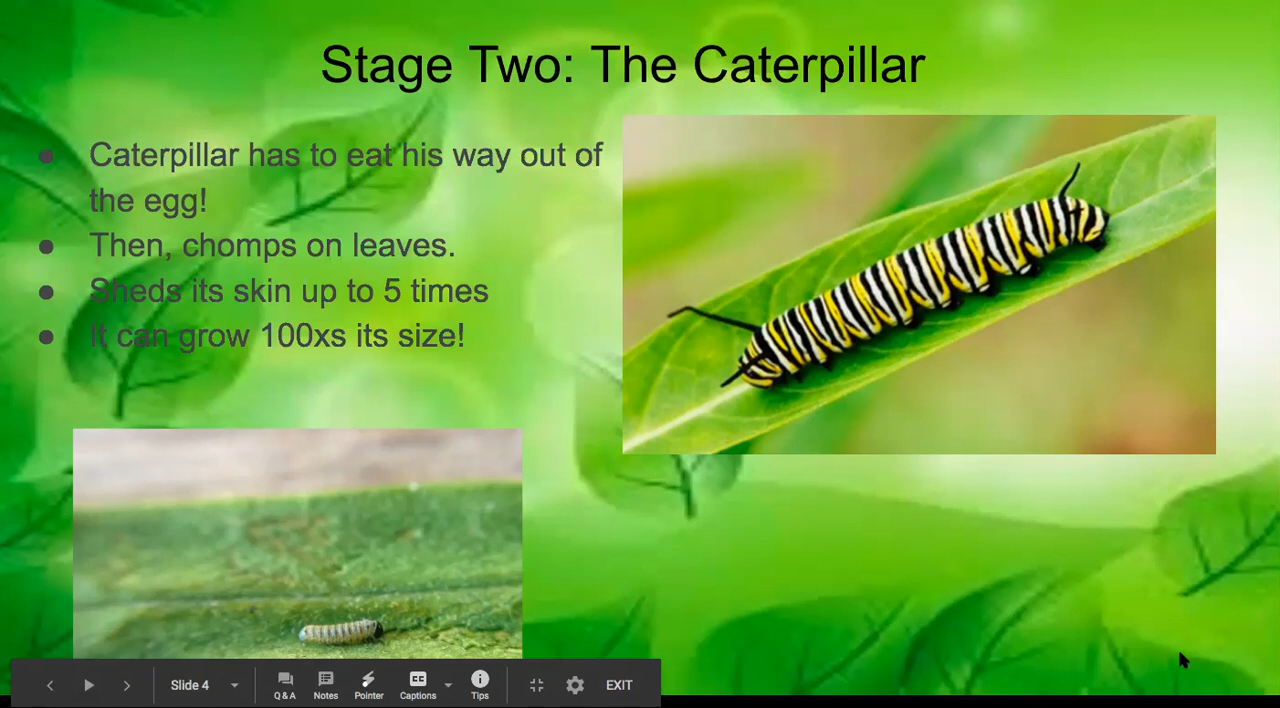 Stage Two: The Caterpillar
● Caterpillar has to eat his way out of
the egg!
● Then, chomps on leaves.
● Sheds its skin up to 5 times
● It can grow 100xs its size!
Slide 4
Q & A
Notes
Pointer
CC
Captions
Tips
EXIT